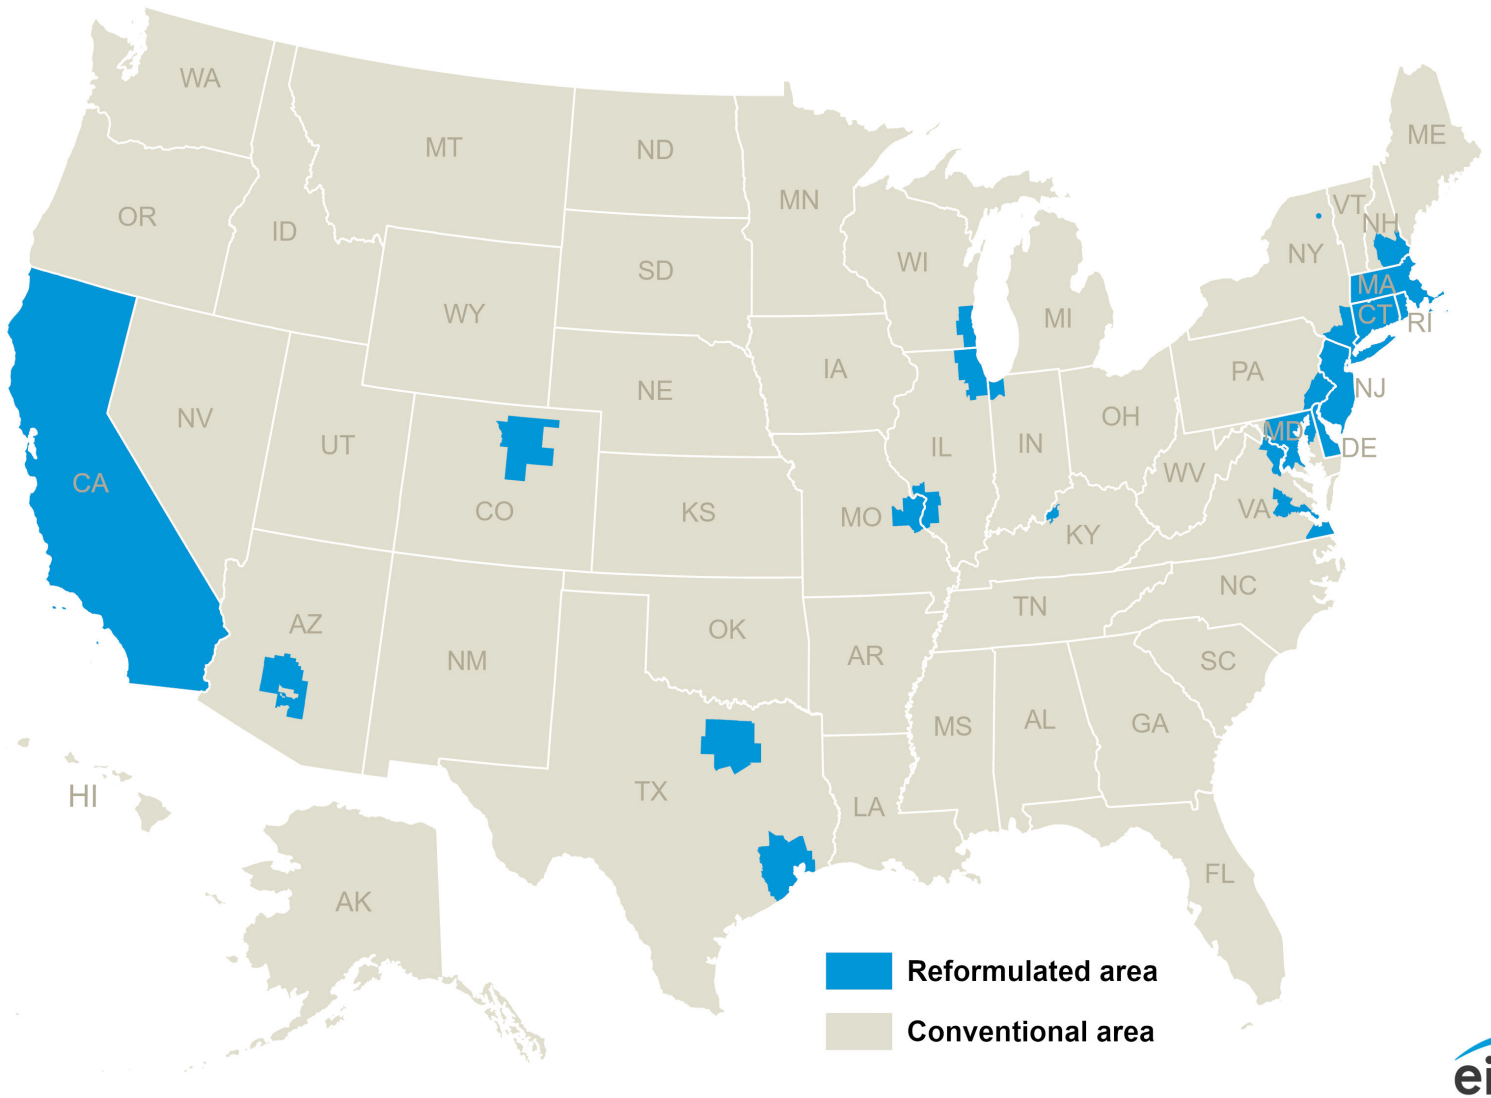 WA
MT
ND
MN
ME
OR
ID
SD
WI
VT
NH
NY
WY
MI
MA
CT
RI
IA
PA
NE
NJ
NV
UT
OH
IL
IN
MD
DE
CA
CO
KS
MO
WV
VA
KY
AZ
NM
OK
AR
TN
NC
SC
MS
AL
GA
TX
LA
HI
AK
FL
Reformulated area
Conventional area
ei